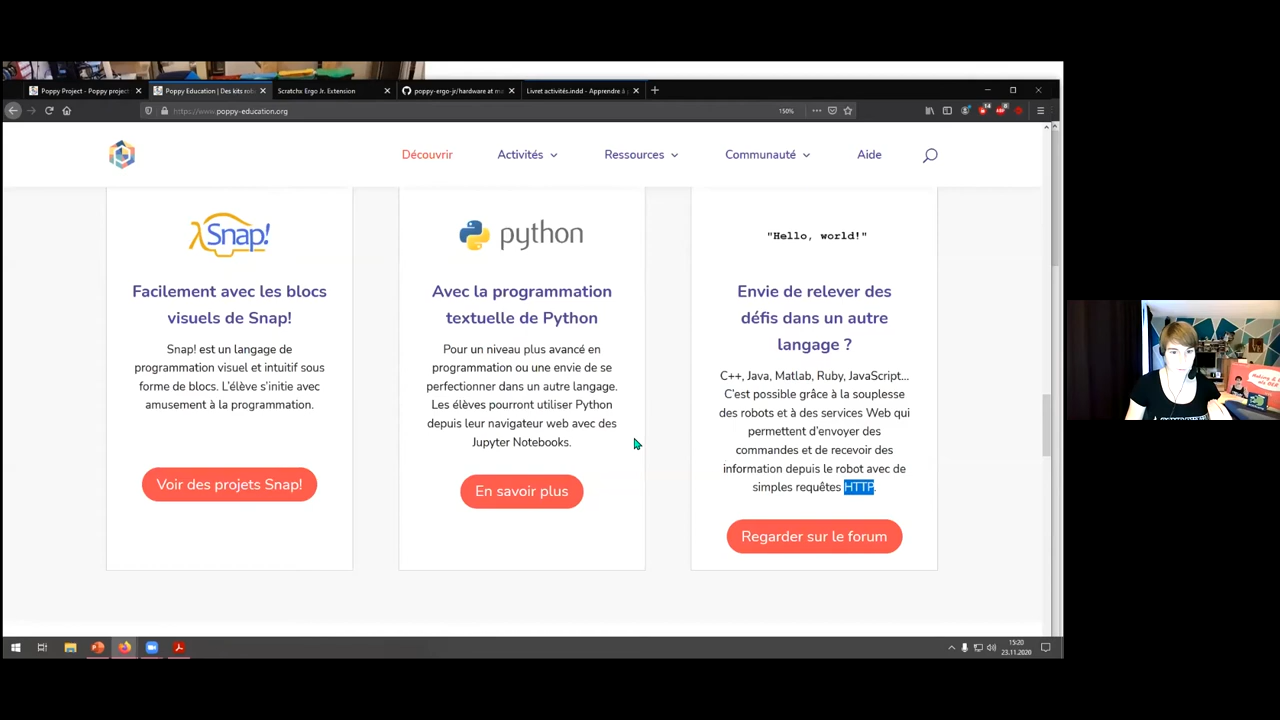 Poppy Project - Poppy project
Poppy Education | Des kits rob
Scratchx Ergo Jr. Extension
poppy-ergo-jr/hardware at ma
Livret activités.indd - Apprendre à p
https://www.poppy-education.org
150%
Découvrir
Activités
Ressources
Communauté
Aide
λSnap!
Facilement avec les blocs
visuels de Snap!
Snap! est un langage de
programmation visuel et intuitif sous
forme de blocs. L'élève s'initie avec
amusement à la programmation.
Voir des projets Snap!
python
Avec la programmation
textuelle de Python
Pour un niveau plus avancé en
programmation ou une envie de se
perfectionner dans un autre langage.
Les élèves pourront utiliser Python
depuis leur navigateur web avec des
Jupyter Notebooks.
En savoir plus
"Hello, world!"
Envie de relever des
défis dans un autre
langage ?
C++, Java, Matlab, Ruby, JavaScript...
C'est possible grâce à la souplesse
des robots et à des services Web qui
permettent d'envoyer des
commandes et de recevoir des
information depuis le robot avec de
simples requêtes HTTP.
Regarder sur le forum
15:20
23.11.2020